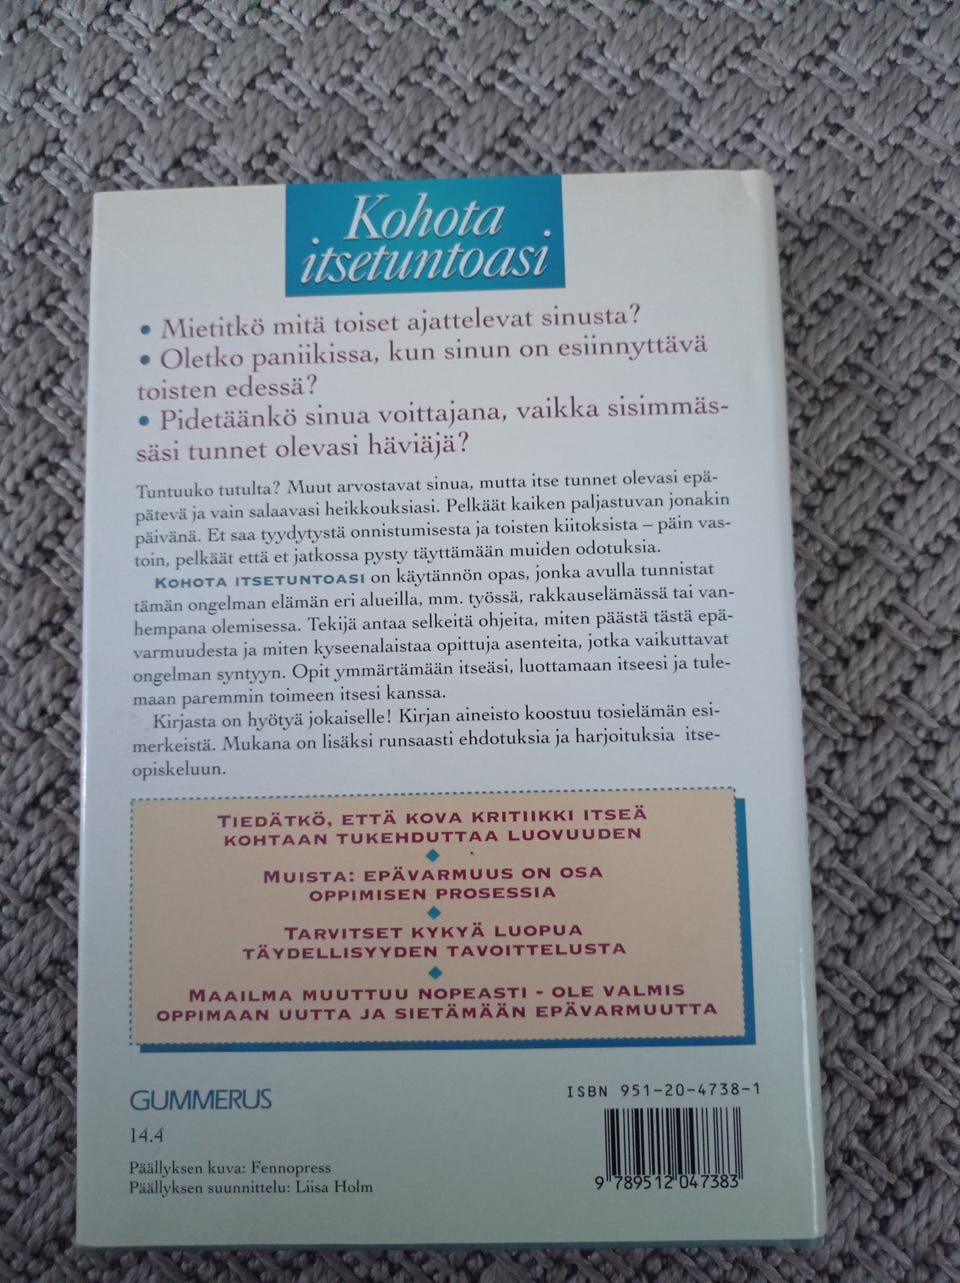 Kohota
itsetuntoasi
• Mietitkö mitä toiset ajattelevat sinusta?
• Oletko paniikissa, kun sinun on esiinnyttävä
toisten edessä?
• Pidetäänkö sinua voittajana, vaikka sisimmäs-
säsi tunnet olevasi häviäjä?
Tuntuuko tutulta? Muut arvostavat sinua, mutta itse tunnet olevasi epä-
pätevä ja vain salaavasi heikkouksiasi. Pelkäät kaiken paljastuvan jonakin
päivänä. Et saa tyydytystä onnistumisesta ja toisten kiitoksista – päin vas-
toin, pelkäät että et jatkossa pysty täyttämään muiden odotuksia.
KOHOTA ITSETUNTOASI on käytännön opas, jonka avulla tunnistat
tämän ongelman elämän eri alueilla, mm. työssä, rakkauselämässä tai van-
hempana olemisessa. Tekijä antaa selkeitä ohjeita, miten päästä tästä epä-
varmuudesta ja miten kyseenalaistaa opittuja asenteita, jotka vaikuttavat
ongelman syntyyn. Opit ymmärtämään itseäsi, luottamaan itseesi ja tule-
maan paremmin toimeen itsesi kanssa.
Kirjasta on hyötyä jokaiselle! Kirjan aineisto koostuu tosielämän esi-
merkeistä. Mukana on lisäksi runsaasti ehdotuksia ja harjoituksia itse-
opiskeluun.
TIEDÄTKÖ, ETTÄ KOVA KRITIIKKI ITSEÄ
KOHTAAN TUKEHDUTTAA LUOVUUDEN
MUISTA: EPÄVARMUUS ON OSA
OPPIMISEN PROSESSIA
TARVITSET KYKYÄ LUOPUA
TÄYDELLISYYDEN TAVOITTELUSTA
MAAILMA MUUTTUU NOPEASTI - OLE VALMIS
OPPIMAAN UUTTA JA SIETÄMÄÄN EPÄVARMUUTTA
GUMMERUS
14.4
Päällyksen kuva: Fennopress
Päällyksen suunnittelu: Liisa Holm
ISBN 951-20-4738-1
9 789512 047383